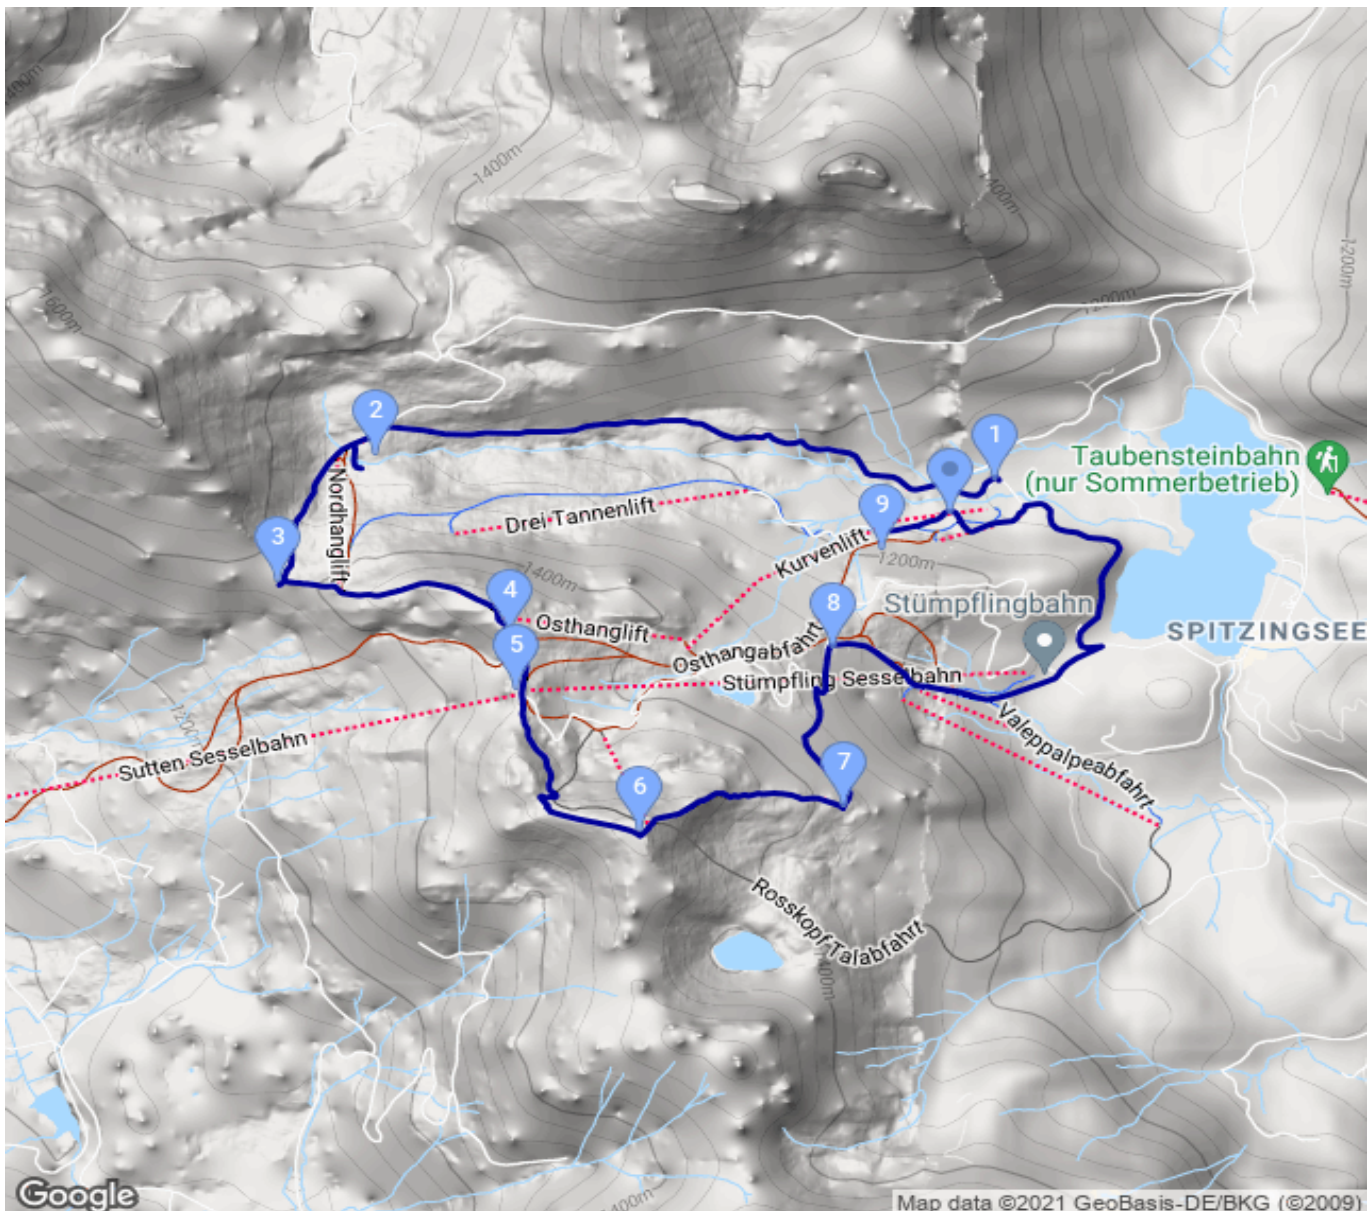 1400m
1400m
1400m
1200m
1600m
1200m
2
1
Taubensteinbahn
(nur Sommerbetrieb)
Nordhanglift
Drei Tannenlift
9
3
Kurvenlift
1200m
1400m
4
Osthanglift
8
Stümpflingbahn
SPITZINGSEE
5
Osthangabfahrt
Stümpfling Sesselbahn
1200
Sutten Sesselbahn
Valeppalpeabfahrt
7
6
Rosskopf-Talabfahrt
1400m
1400m
Google
Map data ©2021 GeoBasis-DE/BKG (©2009)